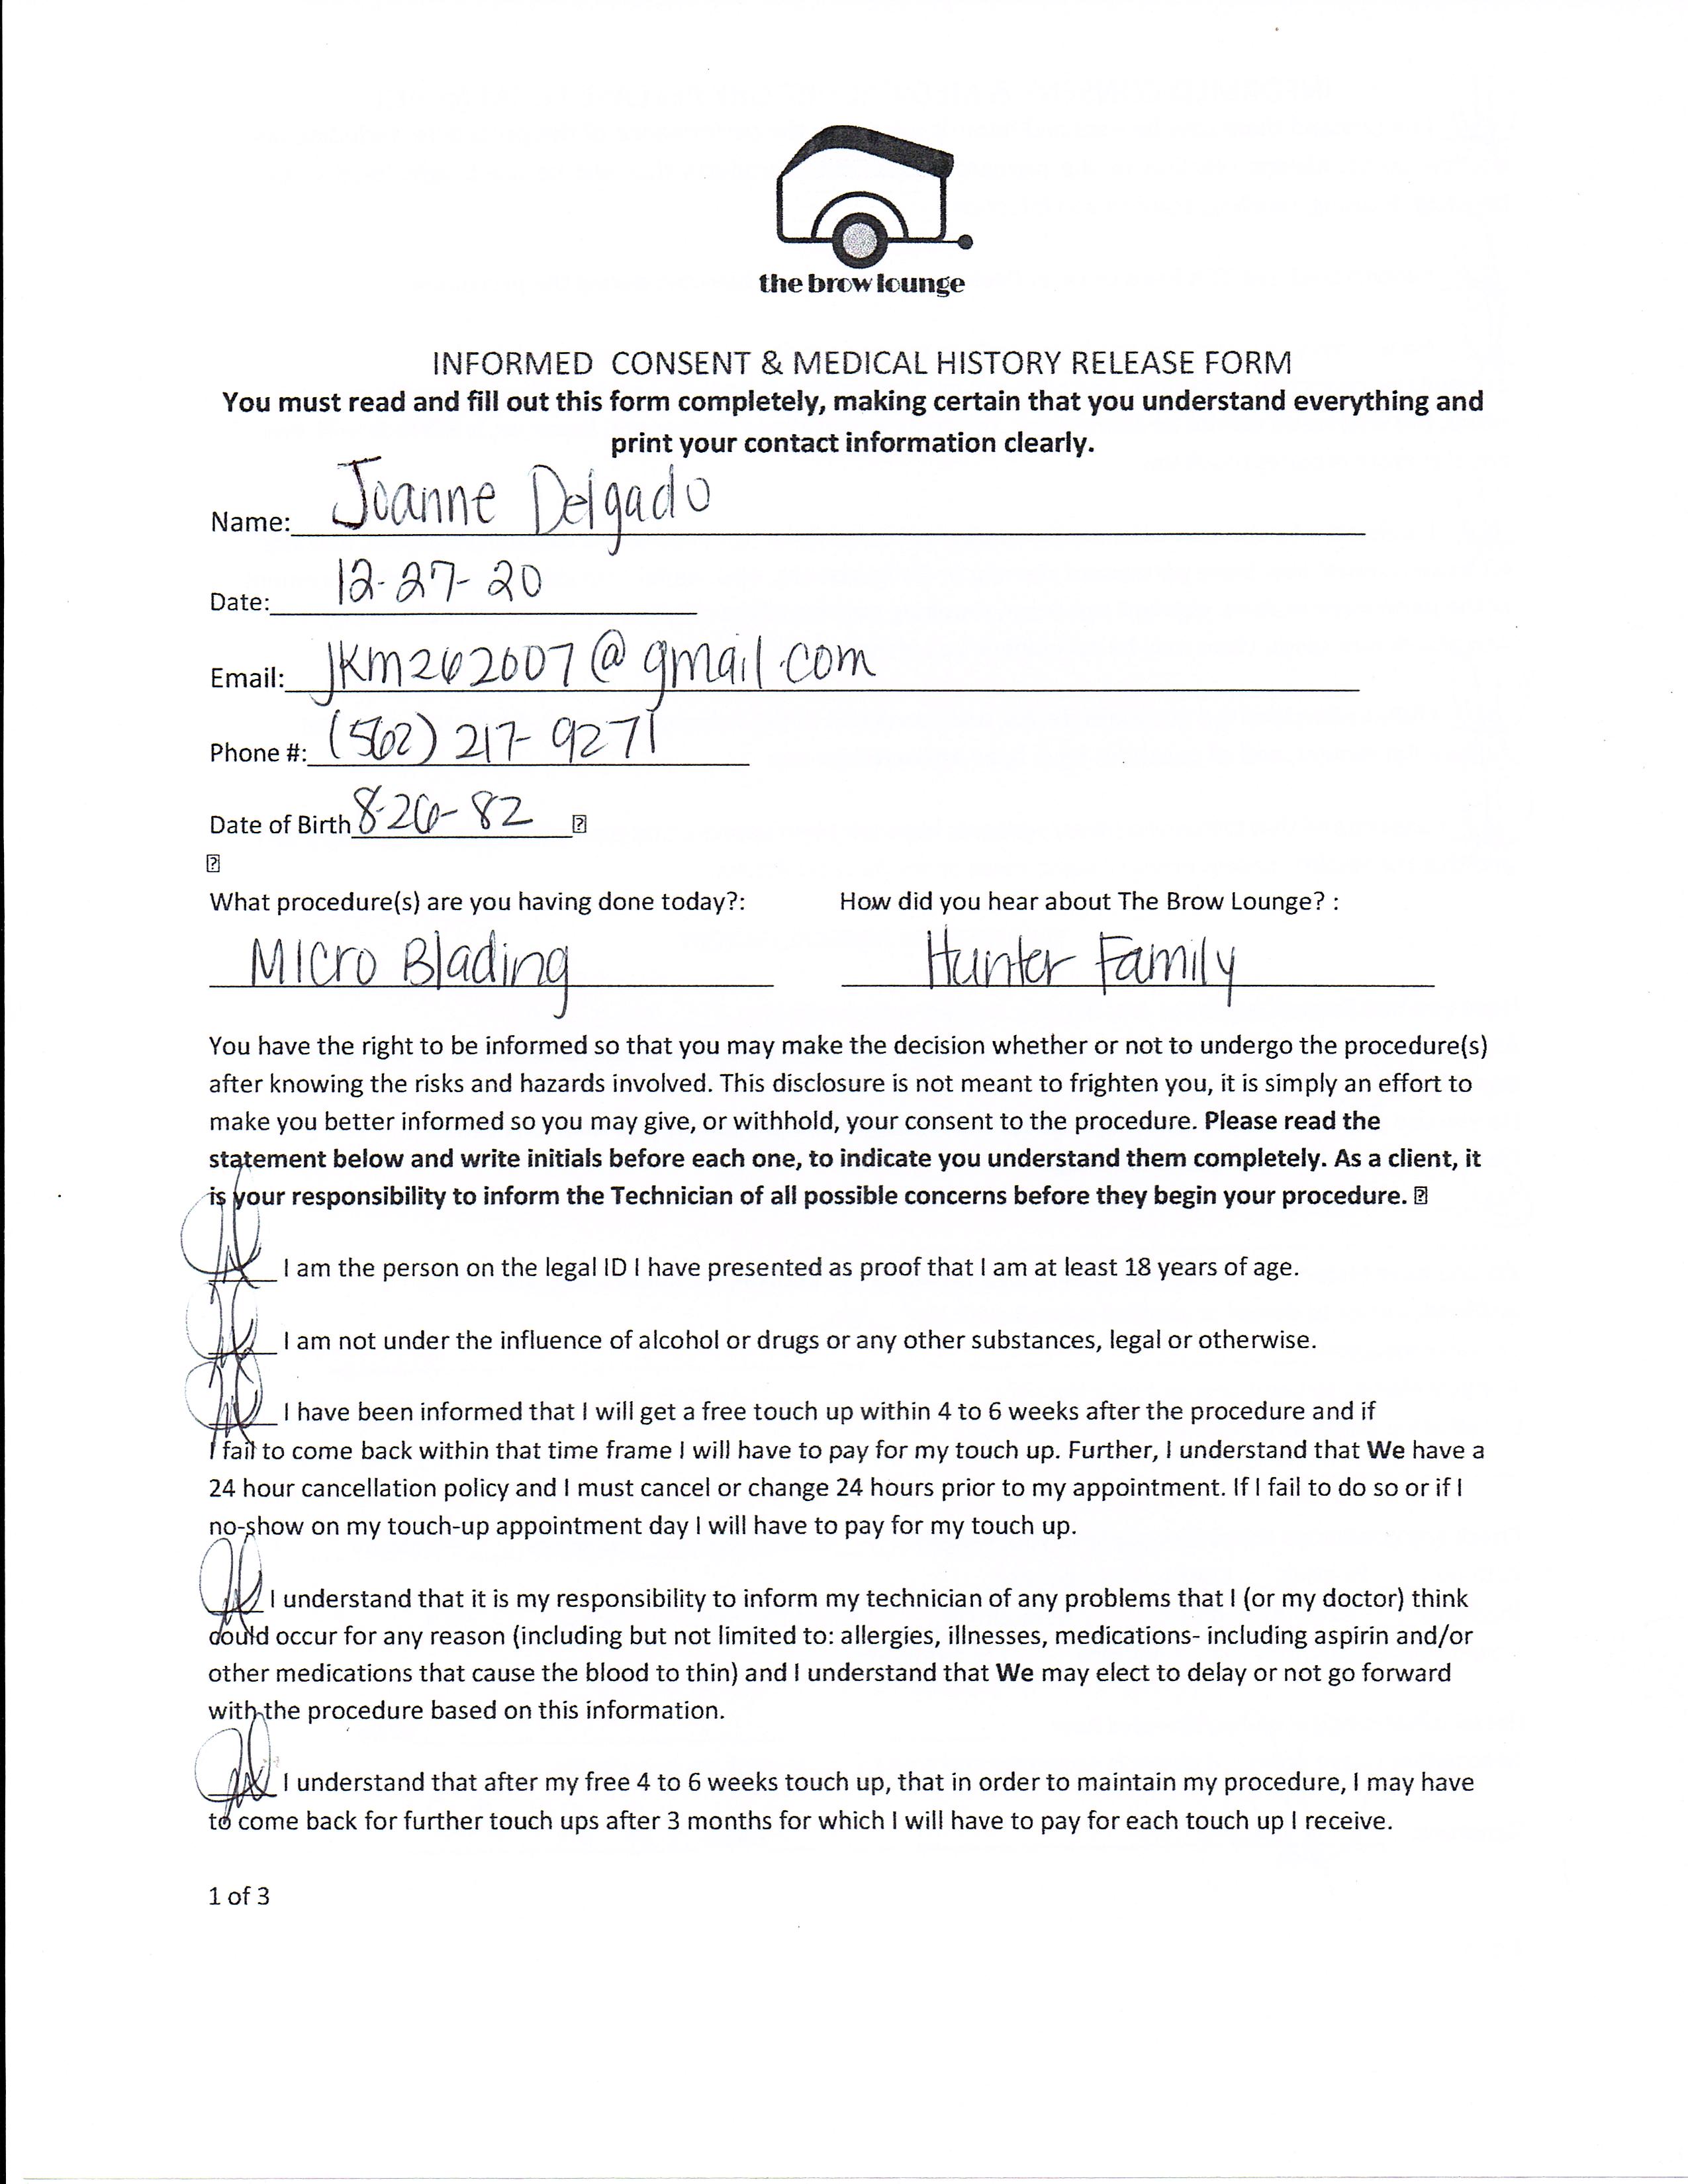 the brow lounge
INFORMED CONSENT & MEDICAL HISTORY RELEASE FORM
You must read and fill out this form completely, making certain that you understand everything and
print your contact information clearly.
Name: Joanne Delgado
Date: 12-27-20
Email: jkm262007@gmail.com
Phone #: (562) 217-9271
Date of Birth 8-26-82
What procedure(s) are you having done today?: How did you hear about The Brow Lounge? :
Micro Blading Hunter Family
You have the right to be informed so that you may make the decision whether or not to undergo the procedure(s)
after knowing the risks and hazards involved. This disclosure is not meant to frighten you, it is simply an effort to
make you better informed so you may give, or withhold, your consent to the procedure. Please read the
statement below and write initials before each one, to indicate you understand them completely. As a client, it
is your responsibility to inform the Technician of all possible concerns before they begin your procedure.
I am the person on the legal ID I have presented as proof that I am at least 18 years of age.
I am not under the influence of alcohol or drugs or any other substances, legal or otherwise.
I have been informed that I will get a free touch up within 4 to 6 weeks after the procedure and if
I fail to come back within that time frame I will have to pay for my touch up. Further, I understand that We have a
24 hour cancellation policy and I must cancel or change 24 hours prior to my appointment. If I fail to do so or if I
no-show on my touch-up appointment day I will have to pay for my touch up.
I understand that it is my responsibility to inform my technician of any problems that I (or my doctor) think
could occur for any reason (including but not limited to: allergies, illnesses, medications- including aspirin and/or
other medications that cause the blood to thin) and I understand that We may elect to delay or not go forward
with the procedure based on this information.
I understand that after my free 4 to 6 weeks touch up, that in order to maintain my procedure, I may have
to come back for further touch ups after 3 months for which I will have to pay for each touch up I receive.
1 of 3